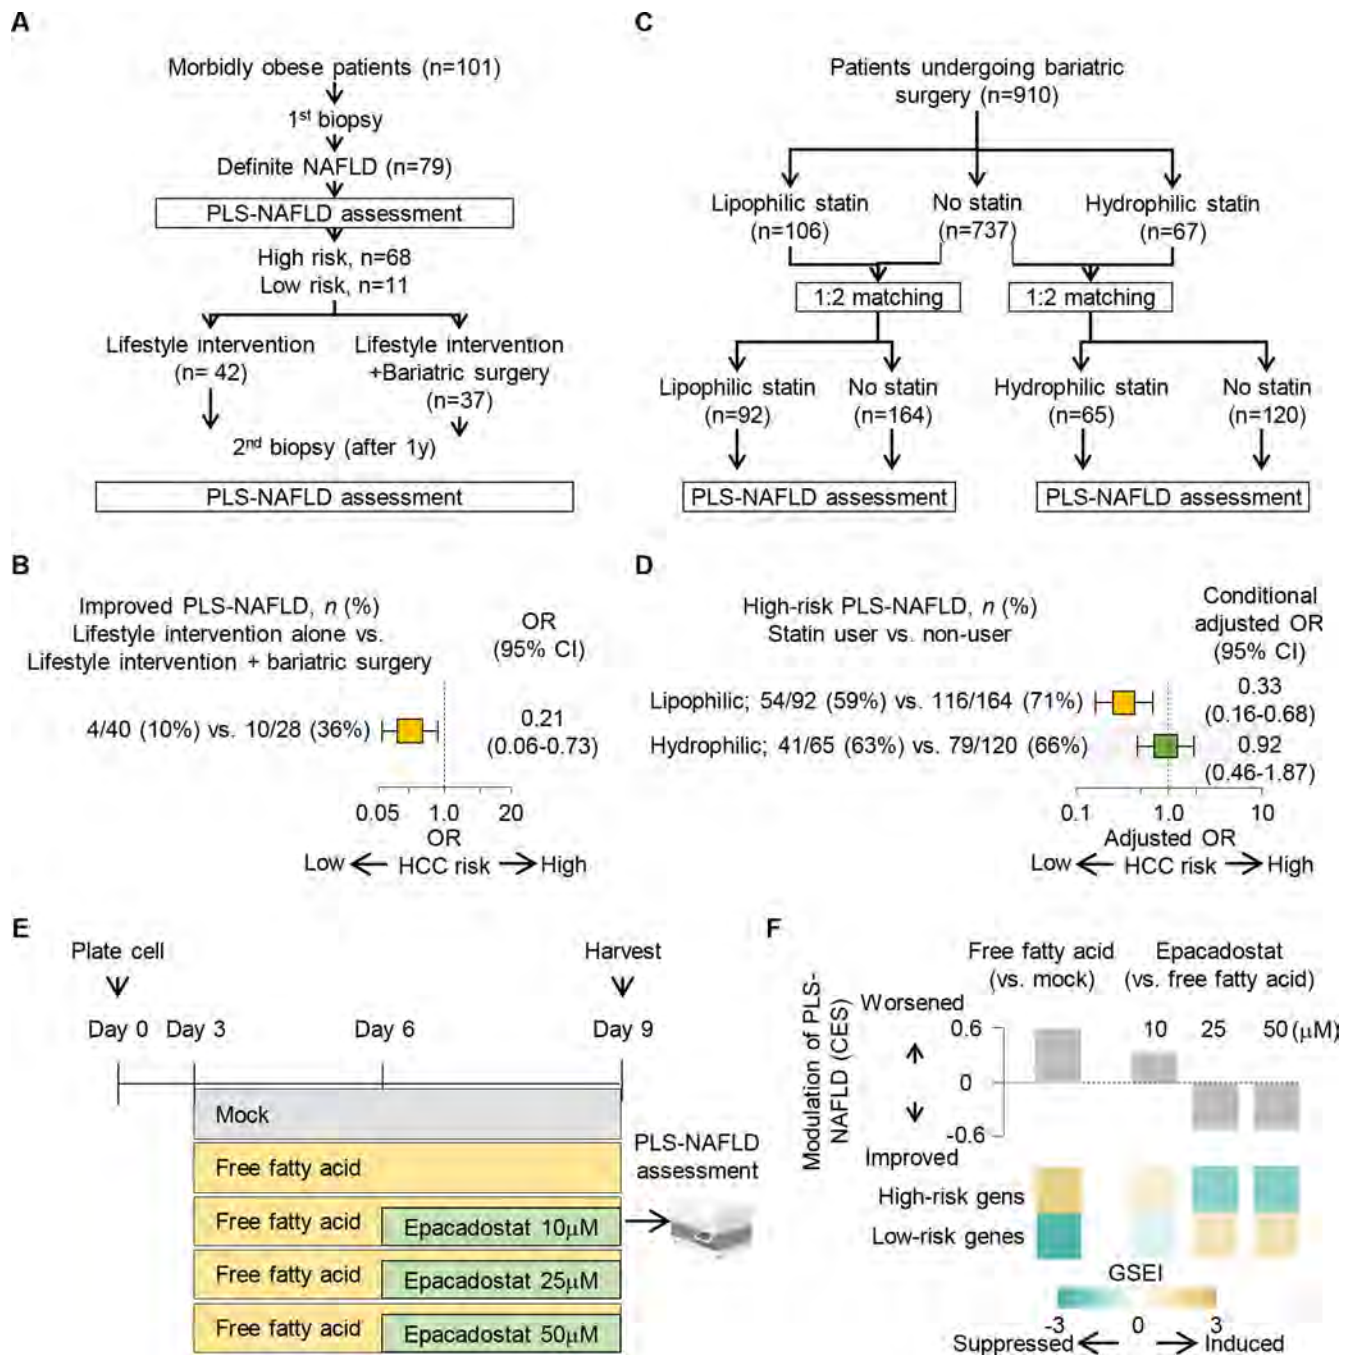 A
Morbidly obese patients (n=101)
1st biopsy
Definite NAFLD (n=79)
PLS-NAFLD assessment
High risk, n=68
Low risk, n=11
Lifestyle intervention
(n= 42)
Lifestyle intervention
+Bariatric surgery
(n=37)
2nd biopsy (after 1y)
PLS-NAFLD assessment
C
Patients undergoing bariatric
surgery (n=910)
Lipophilic statin
(n=106)
No statin
(n=737)
Hydrophilic statin
(n=67)
1:2 matching
1:2 matching
Lipophilic statin
(n=92)
No statin
(n=164)
Hydrophilic statin
(n=65)
No statin
(n=120)
PLS-NAFLD assessment
PLS-NAFLD assessment
B
Improved PLS-NAFLD, n (%)
Lifestyle intervention alone vs.
Lifestyle intervention + bariatric surgery
OR
(95% CI)
4/40 (10%) vs. 10/28 (36%)
0.21
(0.06-0.73)
0.05 1.0 20
OR
Low HCC risk High
D
High-risk PLS-NAFLD, n (%)
Statin user vs. non-user
Conditional
adjusted OR
(95% CI)
Lipophilic; 54/92 (59%) vs. 116/164 (71%)
0.33
(0.16-0.68)
Hydrophilic; 41/65 (63%) vs. 79/120 (66%)
0.92
(0.46-1.87)
0.1 1.0 10
Adjusted OR
Low HCC risk High
E
Plate cell
Harvest
Day 0 Day 3 Day 6 Day 9
Mock
Free fatty acid
Free fatty acid Epacadostat 10μM
Free fatty acid Epacadostat 25μM
Free fatty acid Epacadostat 50μM
PLS-NAFLD
assessment
F
Free fatty acid
(vs. mock)
Epacadostat
(vs. free fatty acid)
Modulation of PLS-
NAFLD (CES)
Worsened
Improved
0.6
0
-0.6
10 25 50 (μM)
High-risk gens
Low-risk genes
GSEI
-3 0 3
Suppressed Induced